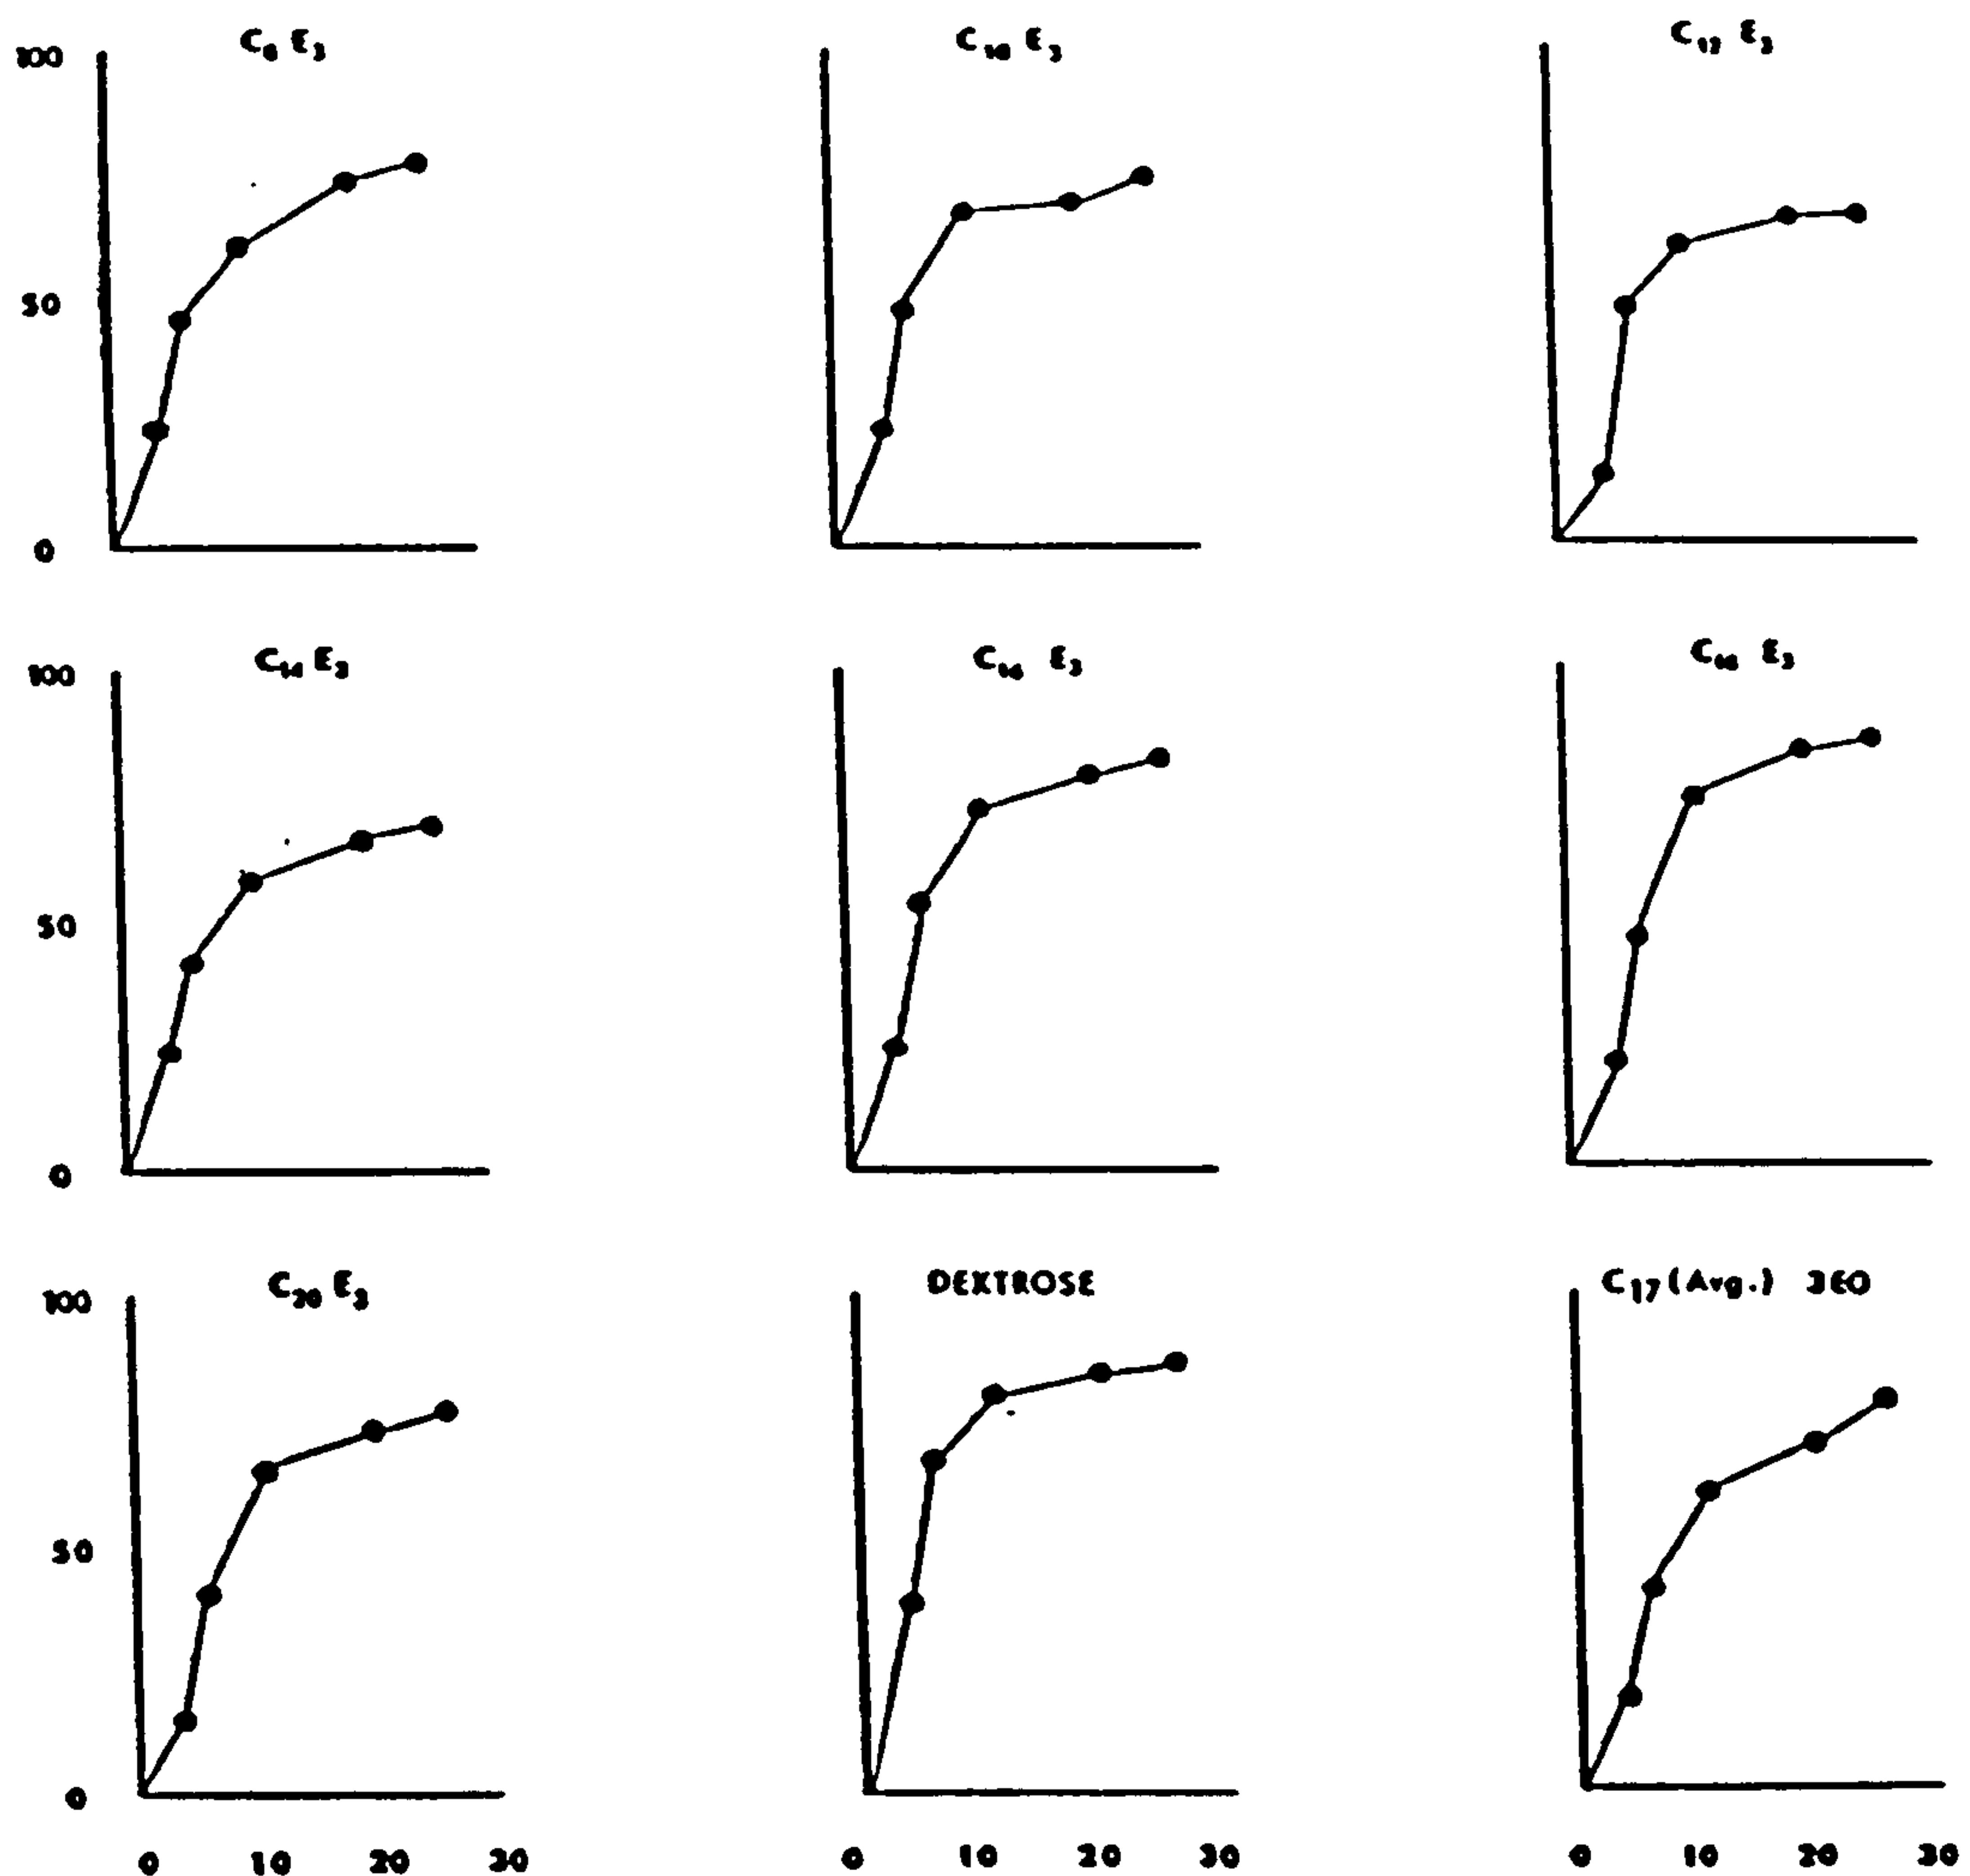 100 C₈ E₃ C₁₀ E₃ C₁₂ E₃
50
0
100 C₁₄ E₃ C₁₆ E₃ C₁₈ E₃
50
0
100 C₂₀ E₃ DEXTROSE C₁₇ (Avg.) 3EO
50
0
0 10 20 30 0 10 20 30 0 10 20 30